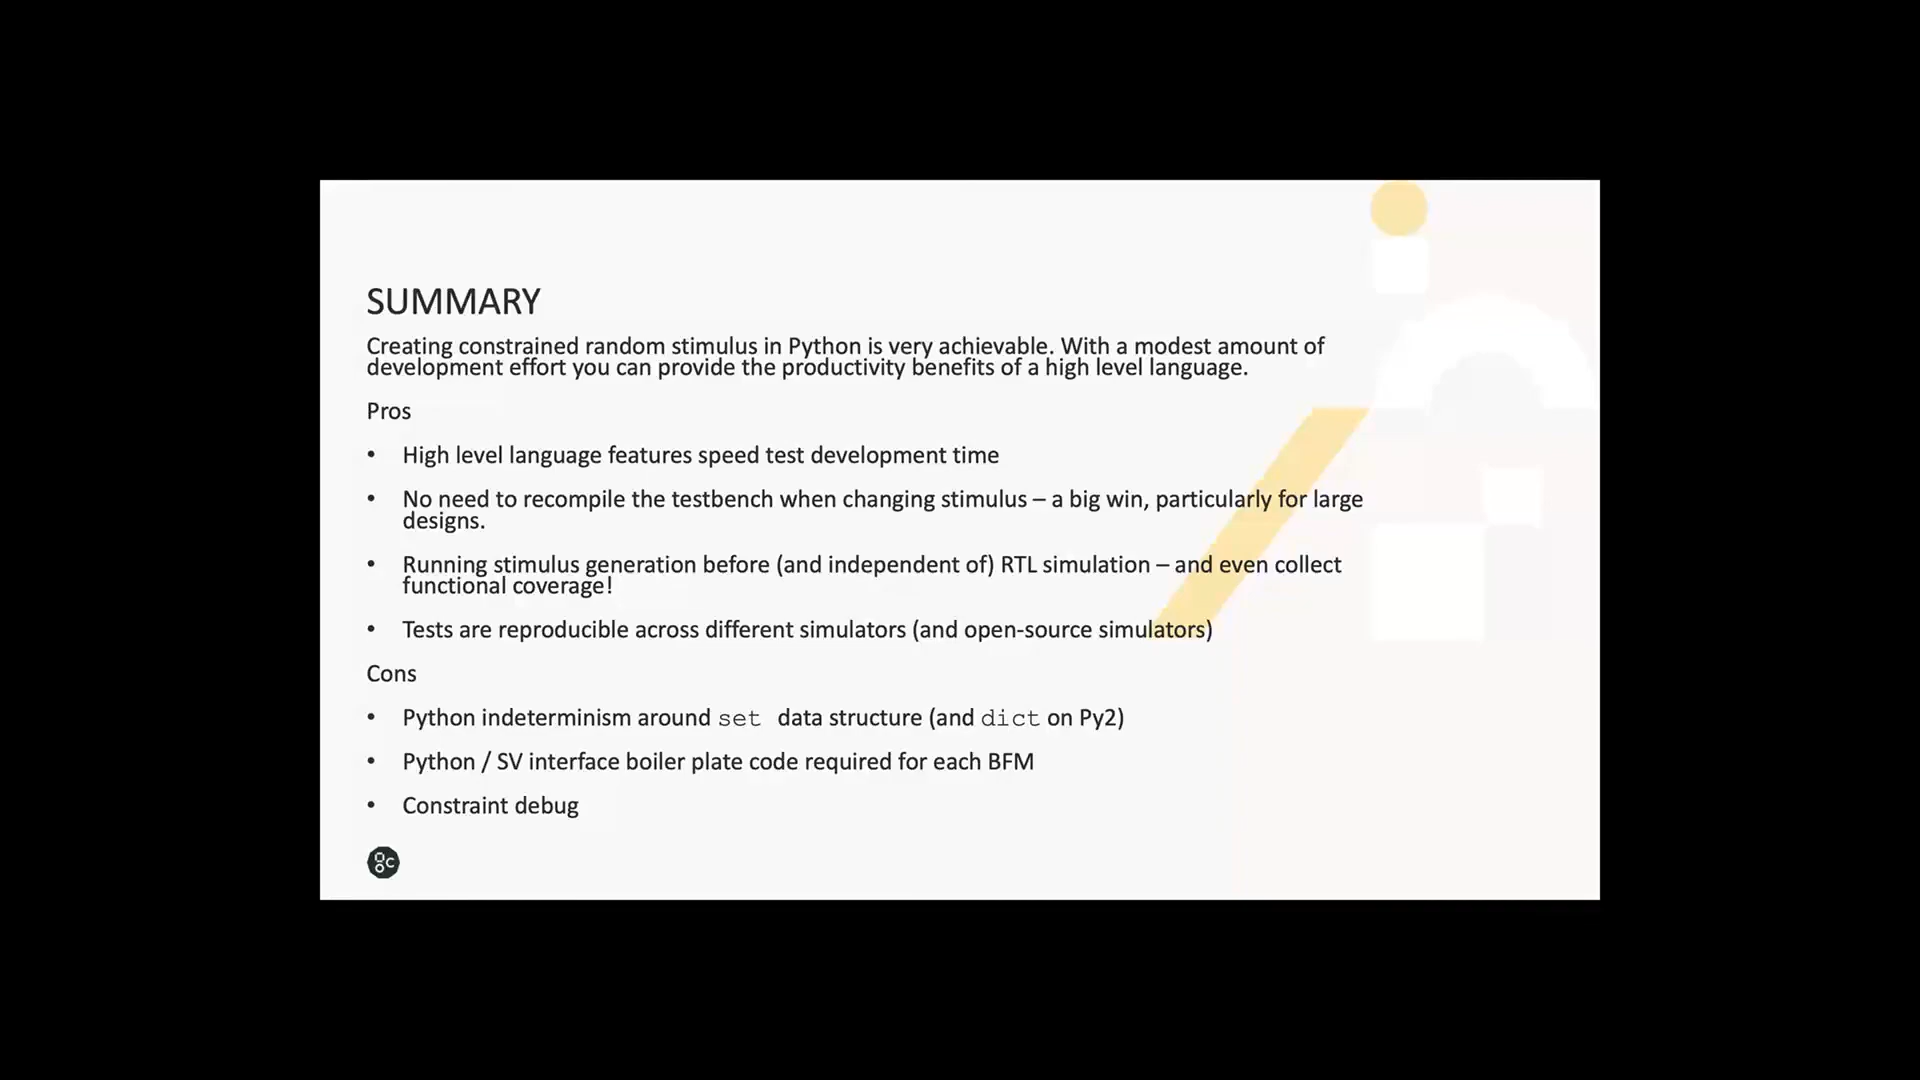 SUMMARY
Creating constrained random stimulus in Python is very achievable. With a modest amount of
development effort you can provide the productivity benefits of a high level language.
Pros
• High level language features speed test development time
• No need to recompile the testbench when changing stimulus – a big win, particularly for large
designs.
• Running stimulus generation before (and independent of) RTL simulation – and even collect
functional coverage!
• Tests are reproducible across different simulators (and open-source simulators)
Cons
• Python indeterminism around set data structure (and dict on Py2)
• Python / SV interface boiler plate code required for each BFM
• Constraint debug
gc